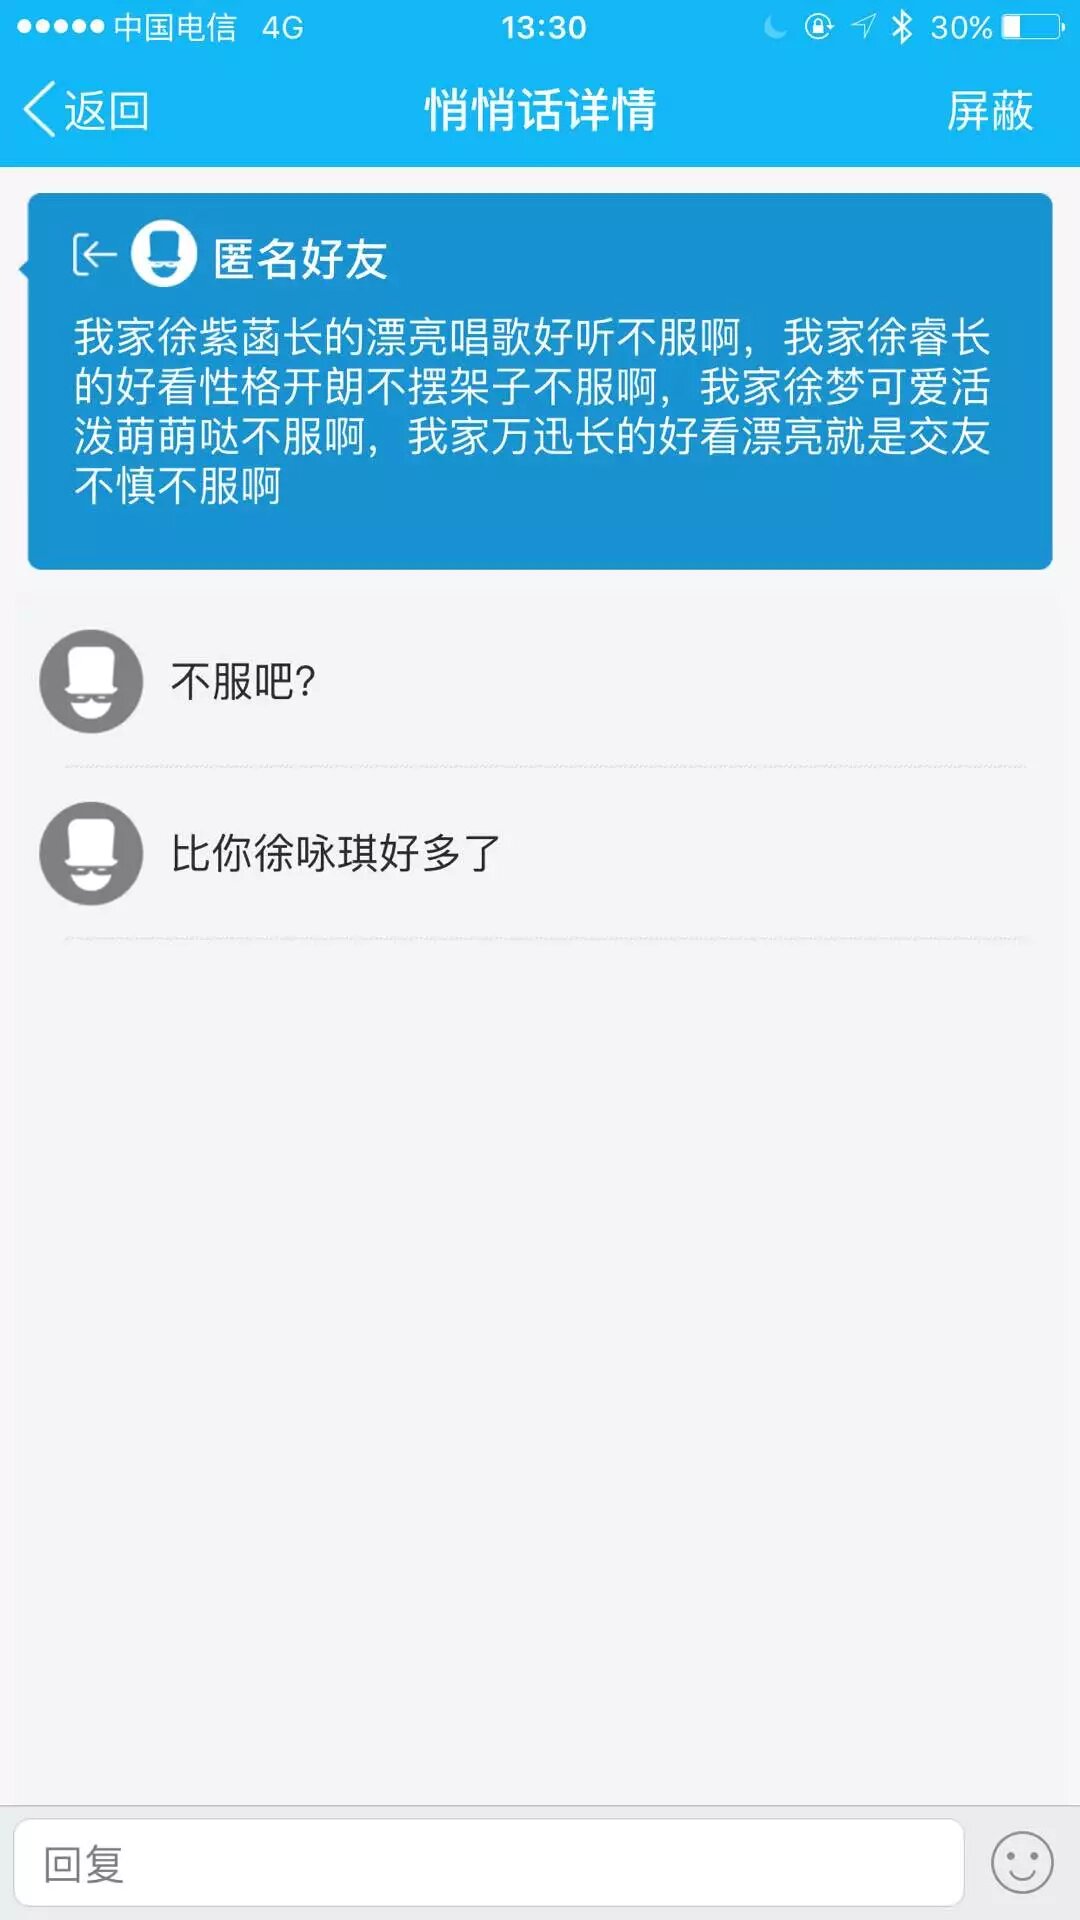 中国电信 4G 13:30 30%
返回 悄悄话详情 屏蔽
匿名好友
我家徐紫菡长的漂亮唱歌好听不服啊，我家徐睿长
的好看性格开朗不摆架子不服啊，我家徐梦可爱活
泼萌萌哒不服啊，我家万迅长的好看漂亮就是交友
不慎不服啊
不服吧?
比你徐咏琪好多了
回复